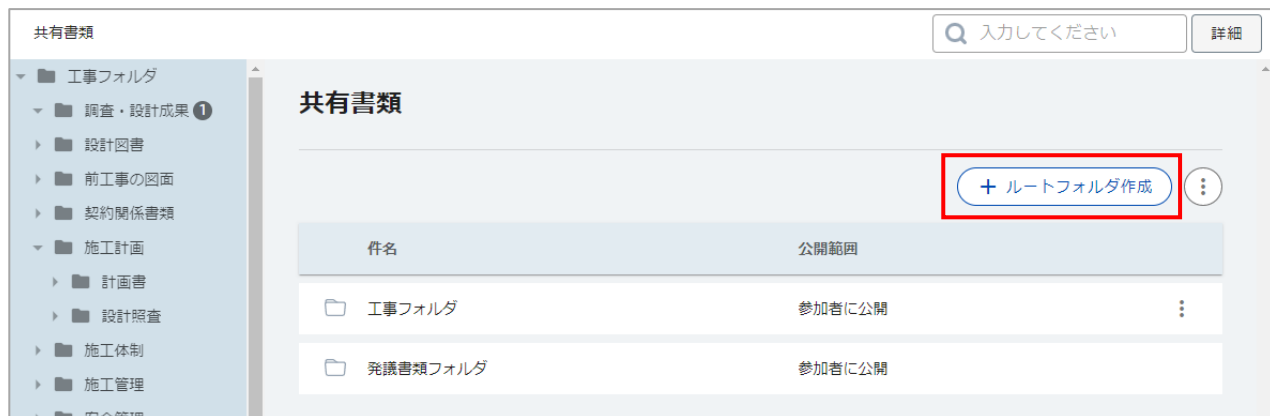 共有書類
入力してください
詳細
工事フォルダ
調査・設計成果 1
設計図書
前工事の図面
契約関係書類
施工計画
計画書
設計照査
施工体制
施工管理
安全管理
共有書類
+ ルートフォルダ作成
件名 公開範囲
工事フォルダ 参加者に公開
発議書類フォルダ 参加者に公開